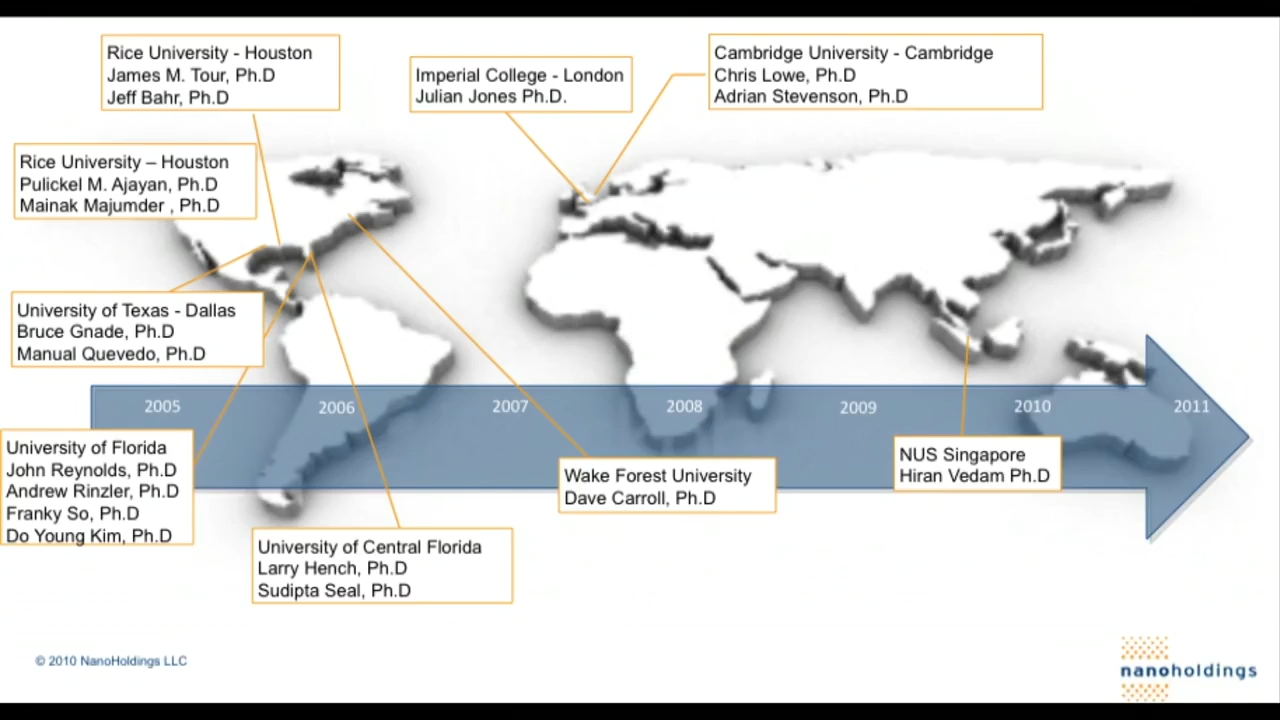 Rice University - Houston
James M. Tour, Ph.D
Jeff Bahr, Ph.D
Imperial College - London
Julian Jones Ph.D.
Cambridge University - Cambridge
Chris Lowe, Ph.D
Adrian Stevenson, Ph.D
Rice University – Houston
Pulickel M. Ajayan, Ph.D
Mainak Majumder , Ph.D
University of Texas - Dallas
Bruce Gnade, Ph.D
Manual Quevedo, Ph.D
2005 2006 2007 2008 2009 2010 2011
University of Florida
John Reynolds, Ph.D
Andrew Rinzler, Ph.D
Franky So, Ph.D
Do Young Kim, Ph.D
Wake Forest University
Dave Carroll, Ph.D
NUS Singapore
Hiran Vedam Ph.D
University of Central Florida
Larry Hench, Ph.D
Sudipta Seal, Ph.D
© 2010 NanoHoldings LLC
nanoholdings